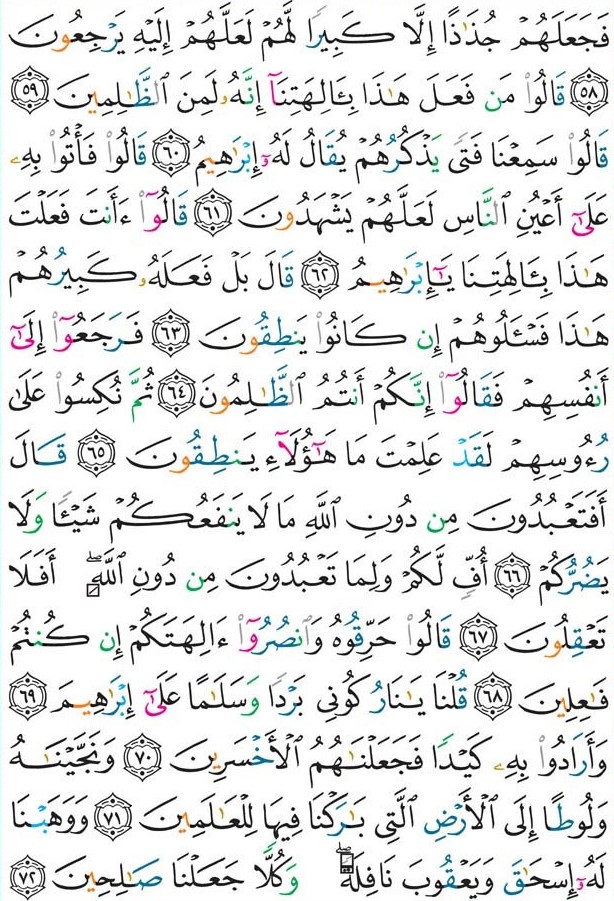 فَجَعَلَهُمْ جُذَٰذًا إِلَّا كَبِيرًا لَّهُمْ لَعَلَّهُمْ إِلَيْهِ يَرْجِعُونَ
﴿٥٨﴾ قَالُوا۟ مَن فَعَلَ هَٰذَا بِـَٔالِهَتِنَآ إِنَّهُۥ لَمِنَ ٱلظَّٰلِمِينَ ﴿٥٩﴾
قَالُوا۟ سَمِعْنَا فَتًى يَذْكُرُهُمْ يُقَالُ لَهُۥٓ إِبْرَٰهِيمُ ﴿٦٠﴾ قَالُوا۟ فَأْتُوا۟ بِهِۦ
عَلَىٰٓ أَعْيُنِ ٱلنَّاسِ لَعَلَّهُمْ يَشْهَدُونَ ﴿٦١﴾ قَالُوٓا۟ ءَأَنتَ فَعَلْتَ
هَٰذَا بِـَٔالِهَتِنَا يَٰٓإِبْرَٰهِيمُ ﴿٦٢﴾ قَالَ بَلْ فَعَلَهُۥ كَبِيرُهُمْ
هَٰذَا فَسْـَٔلُوهُمْ إِن كَانُوا۟ يَنطِقُونَ ﴿٦٣﴾ فَرَجَعُوٓا۟ إِلَىٰٓ
أَنفُسِهِمْ فَقَالُوٓا۟ إِنَّكُمْ أَنتُمُ ٱلظَّٰلِمُونَ ﴿٦٤﴾ ثُمَّ نُكِسُوا۟ عَلَىٰ
رُءُوسِهِمْ لَقَدْ عَلِمْتَ مَا هَٰٓؤُلَآءِ يَنطِقُونَ ﴿٦٥﴾ قَالَ
أَفَتَعْبُدُونَ مِن دُونِ ٱللَّهِ مَا لَا يَنفَعُكُمْ شَيْـًٔا وَلَا
يَضُرُّكُمْ ﴿٦٦﴾ أُفٍّ لَّكُمْ وَلِمَا تَعْبُدُونَ مِن دُونِ ٱللَّهِ ۖ أَفَلَا
تَعْقِلُونَ ﴿٦٧﴾ قَالُوا۟ حَرِّقُوهُ وَٱنصُرُوٓا۟ ءَالِهَتَكُمْ إِن كُنتُمْ
فَٰعِلِينَ ﴿٦٨﴾ قُلْنَا يَٰنَارُ كُونِى بَرْدًا وَسَلَٰمًا عَلَىٰٓ إِبْرَٰهِيمَ ﴿٦٩﴾
وَأَرَادُوا۟ بِهِۦ كَيْدًا فَجَعَلْنَٰهُمُ ٱلْأَخْسَرِينَ ﴿٧٠﴾ وَنَجَّيْنَٰهُ
وَلُوطًا إِلَى ٱلْأَرْضِ ٱلَّتِى بَٰرَكْنَا فِيهَا لِلْعَٰلَمِينَ ﴿٧١﴾ وَوَهَبْنَا
لَهُۥٓ إِسْحَٰقَ وَيَعْقُوبَ نَافِلَةً ۖ وَكُلًّا جَعَلْنَا صَٰلِحِينَ ﴿٧٢﴾